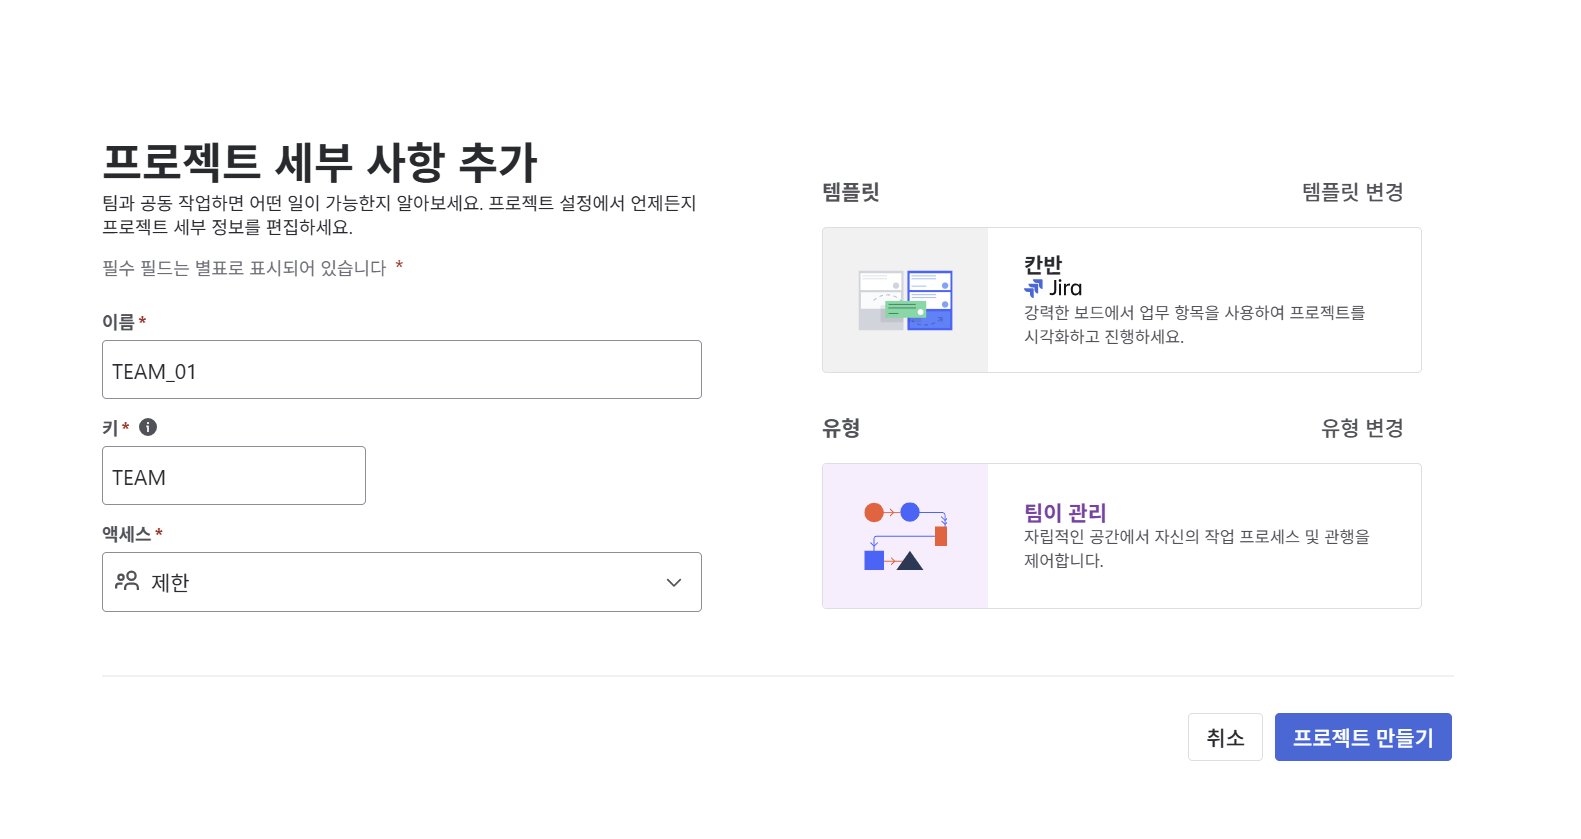 프로젝트 세부 사항 추가
팀과 공동 작업하면 어떤 일이 가능한지 알아보세요. 프로젝트 설정에서 언제든지
프로젝트 세부 정보를 편집하세요.
필수 필드는 별표로 표시되어 있습니다 *
이름 *
TEAM_01
키 *
TEAM
액세스 *
제한
템플릿
템플릿 변경
칸반
Jira
강력한 보드에서 업무 항목을 사용하여 프로젝트를
시각화하고 진행하세요.
유형
유형 변경
팀이 관리
자립적인 공간에서 자신의 작업 프로세스 및 관행을
제어합니다.
취소
프로젝트 만들기